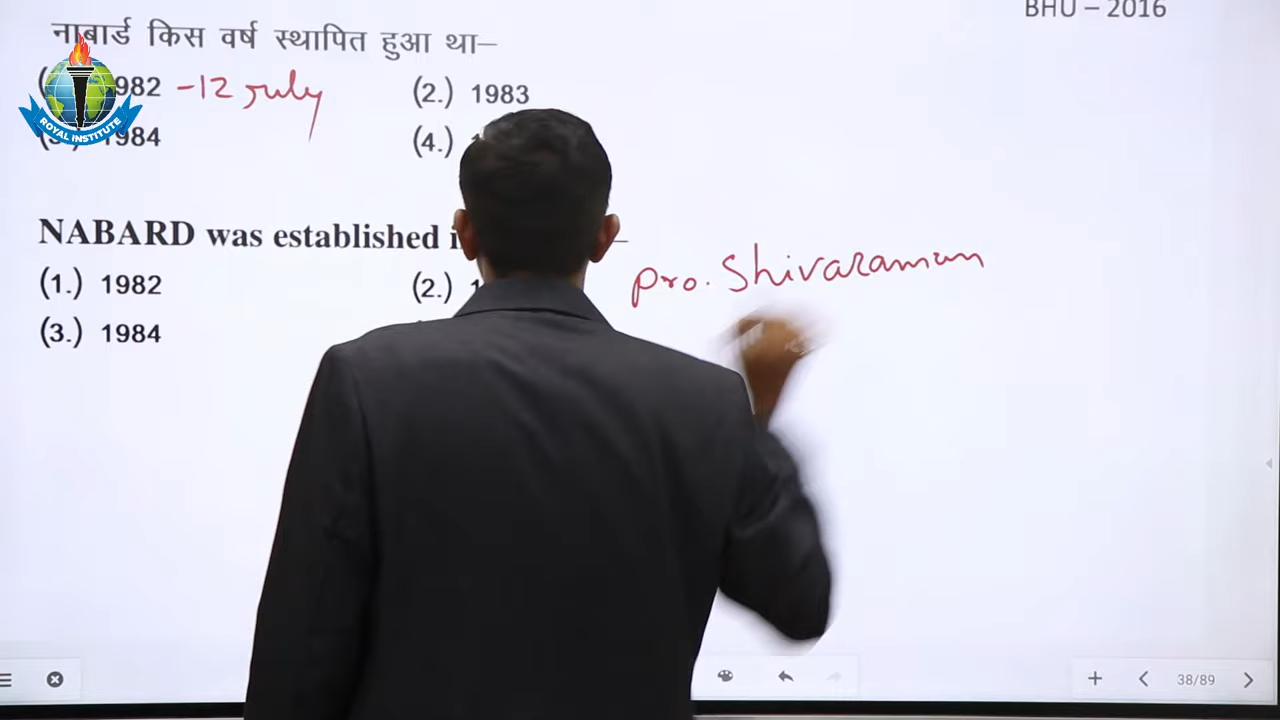 BHU – 2016
नाबार्ड किस वर्ष स्थापित हुआ था–
982 - 12 July (2.) 1983
1984 (4.)
ROYAL INSTITUTE
NABARD was established
(1.) 1982 (2.)
pro. Shivaraman
(3.) 1984
38/89